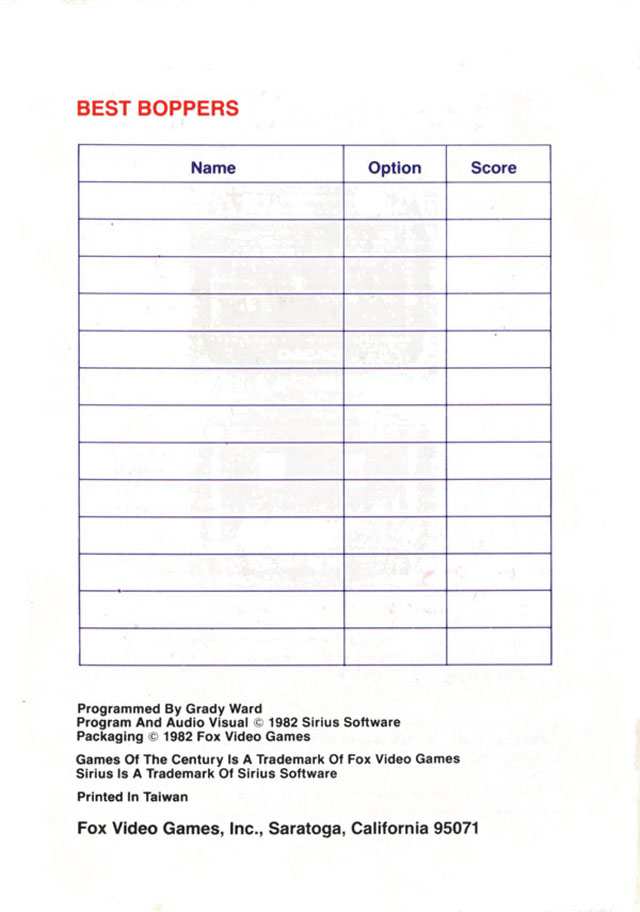 BEST BOPPERS
Name Option Score
Programmed By Grady Ward
Program And Audio Visual © 1982 Sirius Software
Packaging © 1982 Fox Video Games
Games Of The Century Is A Trademark Of Fox Video Games
Sirius Is A Trademark Of Sirius Software
Printed In Taiwan
Fox Video Games, Inc., Saratoga, California 95071